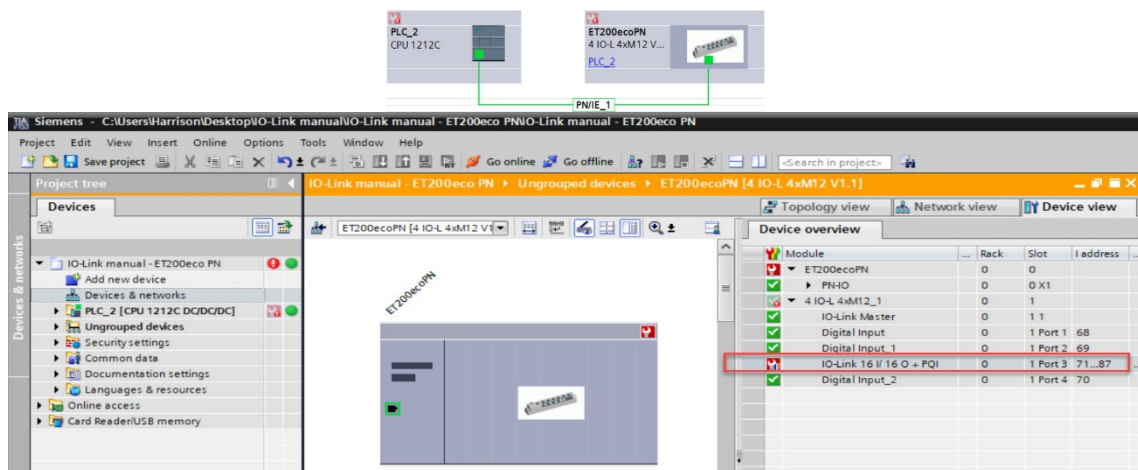 PLC_2
CPU 1212C
ET200ecoPN
4 IO-L 4xM12 V...
PLC_2
PN/IE_1
Siemens - C:\Users\Harrison\Desktop\IO-Link manual\IO-Link manual - ET200eco PN\IO-Link manual - ET200eco PN
Project Edit View Insert Online Options Tools Window Help
Save project Go online Go offline <Search in project>
Project tree
IO-Link manual - ET200eco PN ▸ Ungrouped devices ▸ ET200ecoPN [4 IO-L 4xM12 V1.1]
Devices
Topology view Network view Device view
ET200ecoPN [4 IO-L 4xM12 V1
Device overview
Devices & networks
IO-Link manual - ET200eco PN
Add new device
Devices & networks
PLC_2 [CPU 1212C DC/DC/DC]
Ungrouped devices
Security settings
Common data
Documentation settings
Languages & resources
Online access
Card Reader/USB memory
ET200ecoPN
Module ... Rack Slot I address ...
ET200ecoPN 0 0
PN-IO 0 0 X1
4 IO-L 4xM12_1 0 1
IO-Link Master 0 1 1
Digital Input 0 1 Port 1 68
Digital Input_1 0 1 Port 2 69
IO-Link 16 I/ 16 O + PQI 0 1 Port 3 71...87
Digital Input_2 0 1 Port 4 70